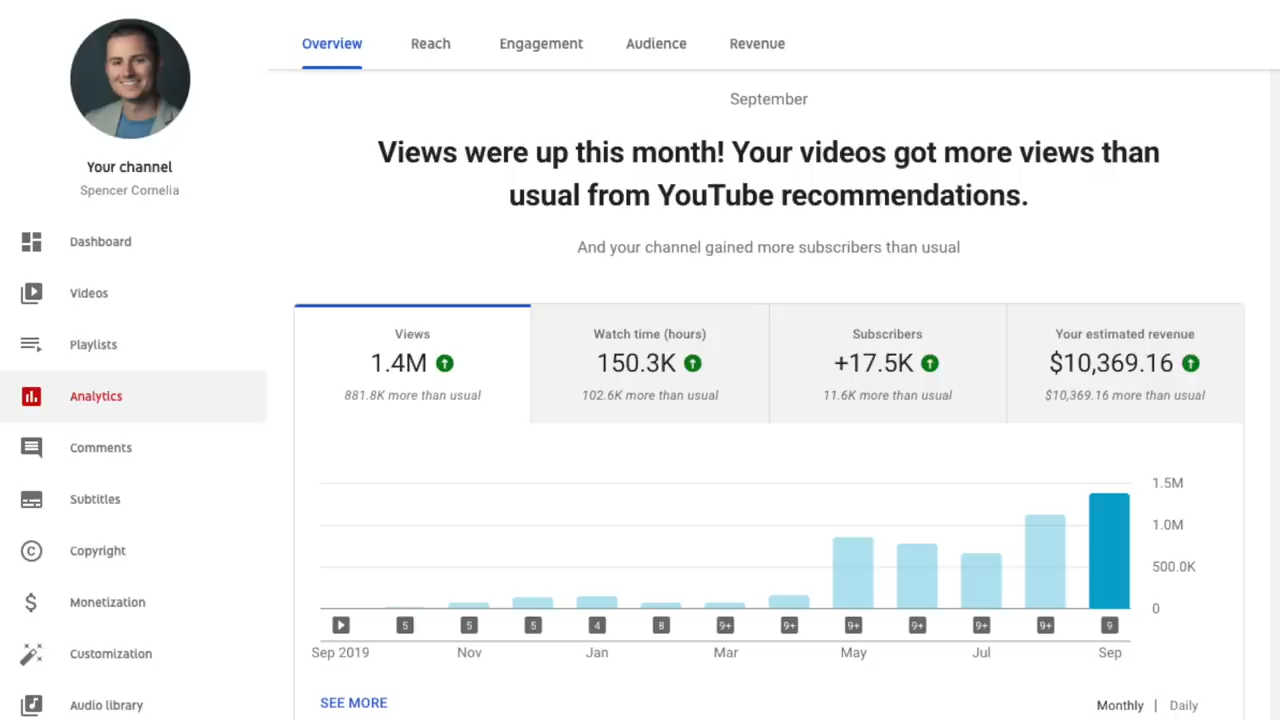 Overview Reach Engagement Audience Revenue
September
Views were up this month! Your videos got more views than
usual from YouTube recommendations.
And your channel gained more subscribers than usual
Your channel
Spencer Cornelia
Dashboard
Videos
Playlists
Analytics
Comments
Subtitles
Copyright
Monetization
Customization
Audio library
Views
1.4M
881.8K more than usual
Watch time (hours)
150.3K
102.6K more than usual
Subscribers
+17.5K
11.6K more than usual
Your estimated revenue
$10,369.16
$10,369.16 more than usual
1.5M
1.0M
500.0K
0
5 5 5 4 8 9+ 9+ 9+ 9+ 9+ 9+ 9
Sep 2019 Nov Jan Mar May Jul Sep
SEE MORE
Monthly | Daily